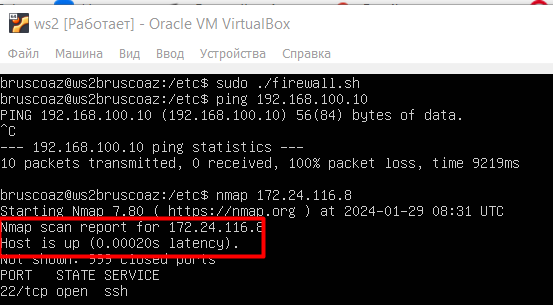 ws2 [Работает] - Oracle VM VirtualBox
Файл Машина Вид Ввод Устройства Справка
bruscoaz@ws2bruscoaz:/etc$ sudo ./firewall.sh
bruscoaz@ws2bruscoaz:/etc$ ping 192.168.100.10
PING 192.168.100.10 (192.168.100.10) 56(84) bytes of data.
^C
--- 192.168.100.10 ping statistics ---
10 packets transmitted, 0 received, 100% packet loss, time 9219ms
bruscoaz@ws2bruscoaz:/etc$ nmap 172.24.116.8
Starting Nmap 7.80 ( https://nmap.org ) at 2024-01-29 08:31 UTC
Nmap scan report for 172.24.116.8
Host is up (0.00020s latency).
Not shown: 999 closed ports
PORT STATE SERVICE
22/tcp open ssh